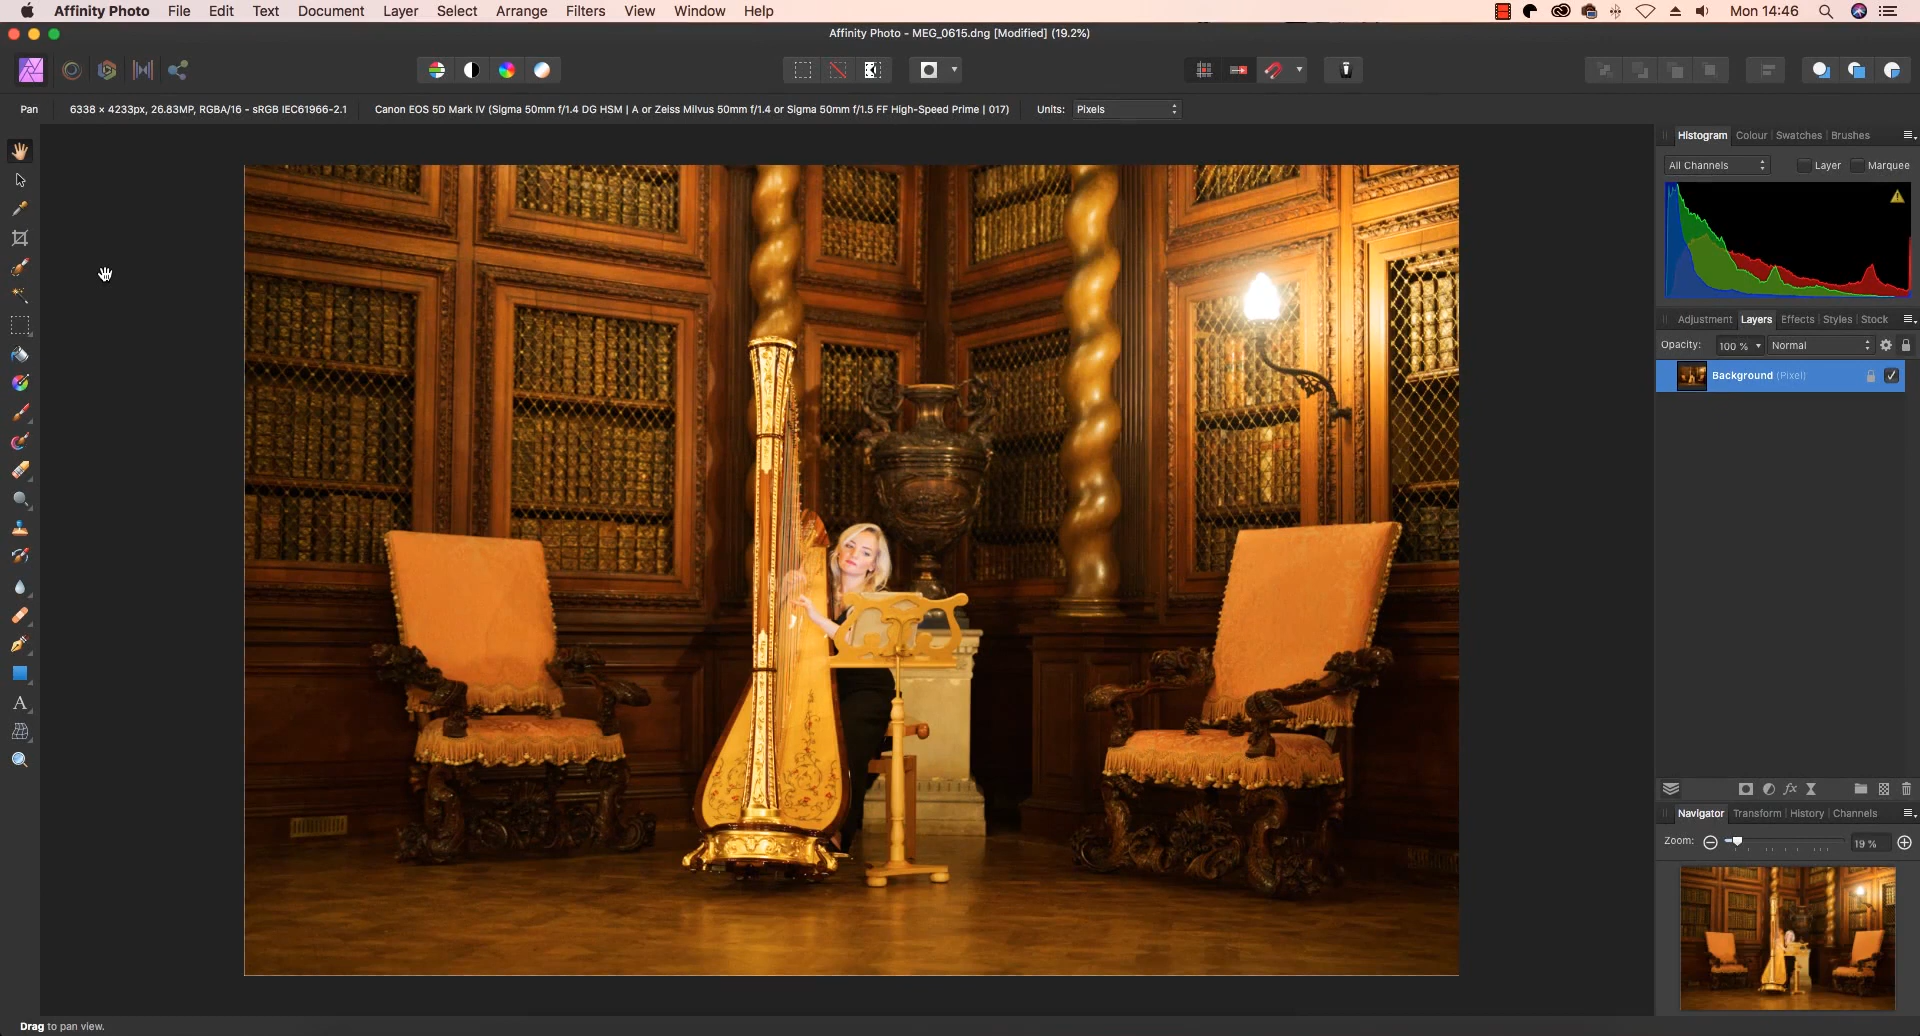 Affinity Photo File Edit Text Document Layer Select Arrange Filters View Window Help Mon 14:46
Affinity Photo - MEG_0615.dng [Modified] (19.2%)
Pan 6338 × 4233px, 26.83MP, RGBA/16 - sRGB IEC61966-2.1 Canon EOS 5D Mark IV (Sigma 50mm f/1.4 DG HSM | A or Zeiss Milvus 50mm f/1.4 or Sigma 50mm f/1.5 FF High-Speed Prime | 017) Units: Pixels
Histogram Colour Swatches Brushes
All Channels Layer Marquee
Adjustment Layers Effects Styles Stock
Opacity: 100 % Normal
Background (Pixel)
fx
Navigator Transform History Channels
Zoom: 19 %
A
Drag to pan view.